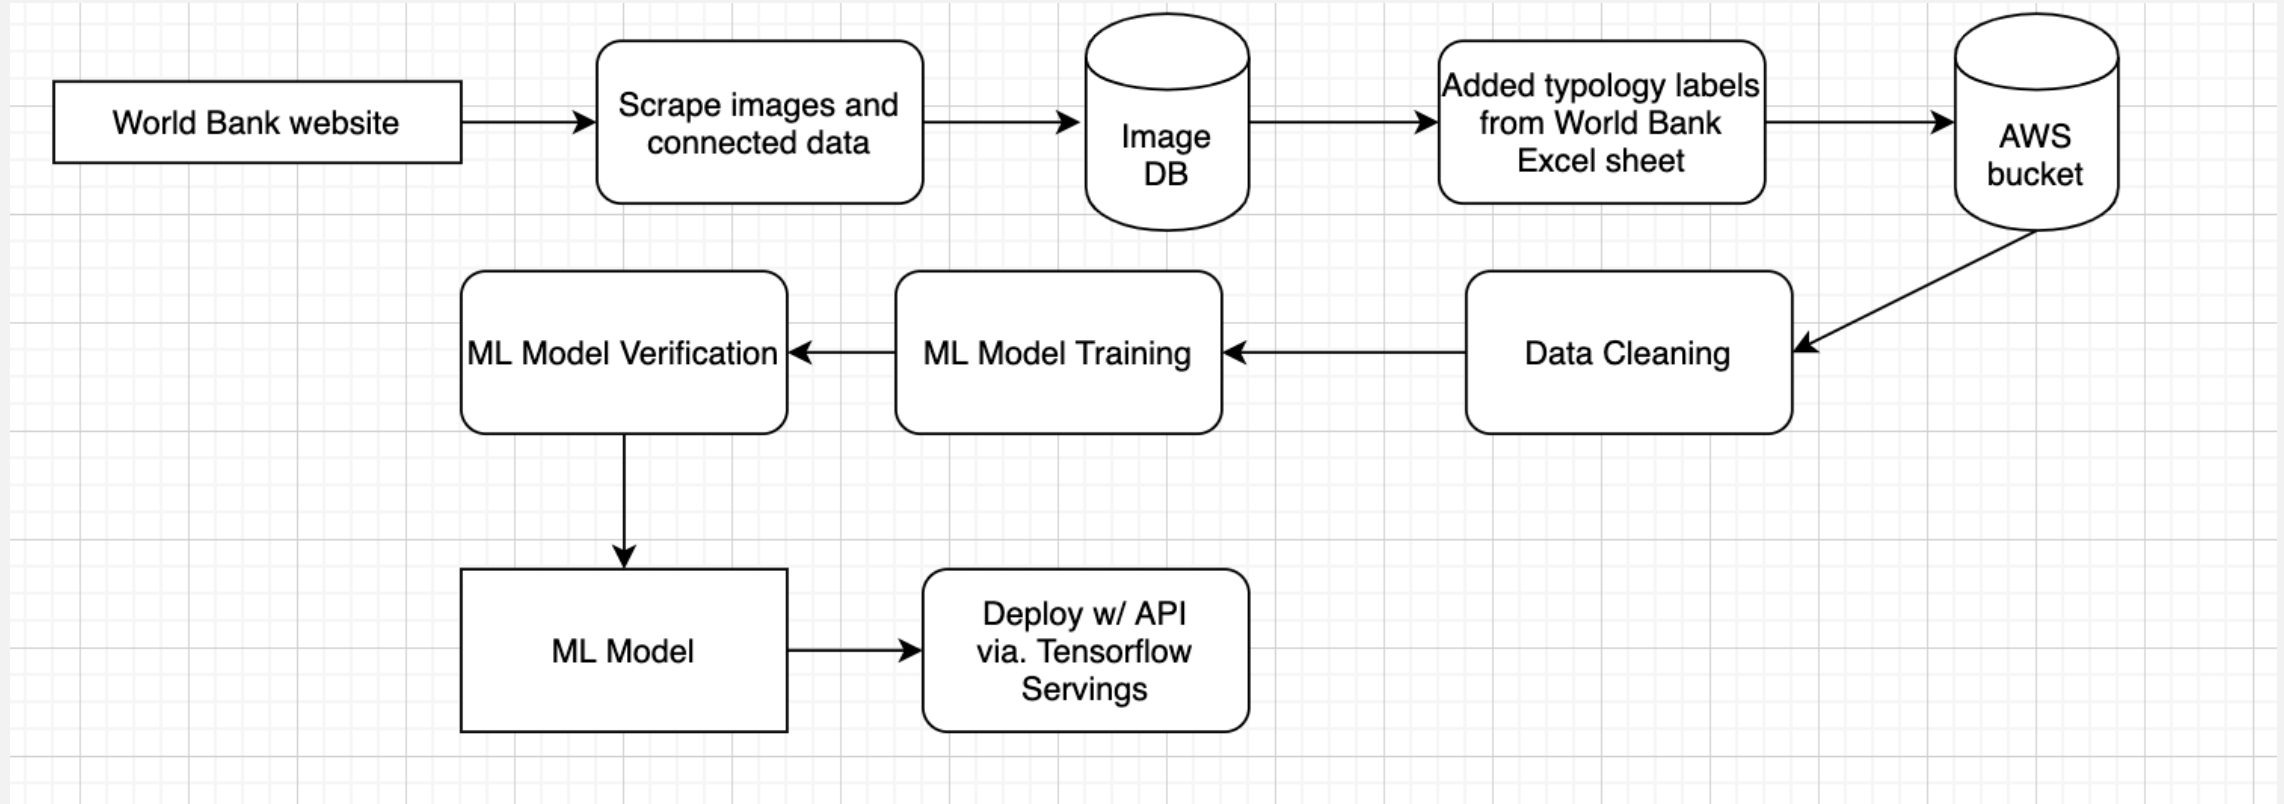 World Bank website
Scrape images and
connected data
Image
DB
Added typology labels
from World Bank
Excel sheet
AWS
bucket
Data Cleaning
ML Model Training
ML Model Verification
ML Model
Deploy w/ API
via. Tensorflow
Servings